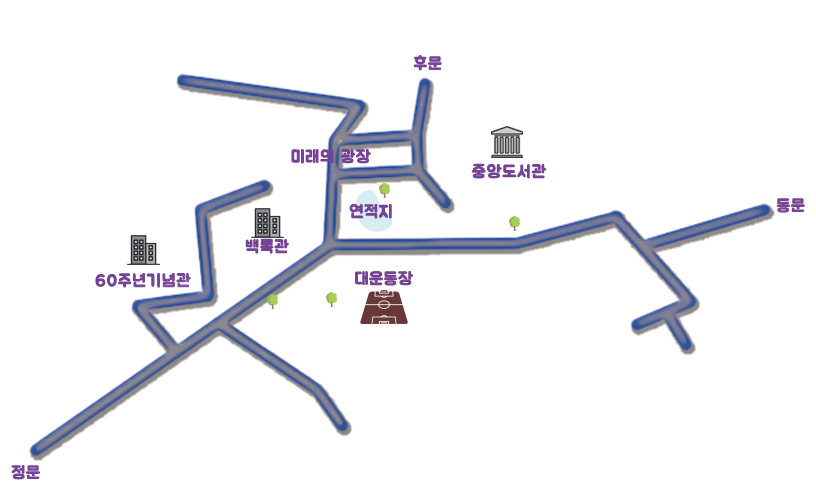 후문
미래의 광장
중앙도서관
연적지
동문
백록관
60주년기념관
대운동장
정문